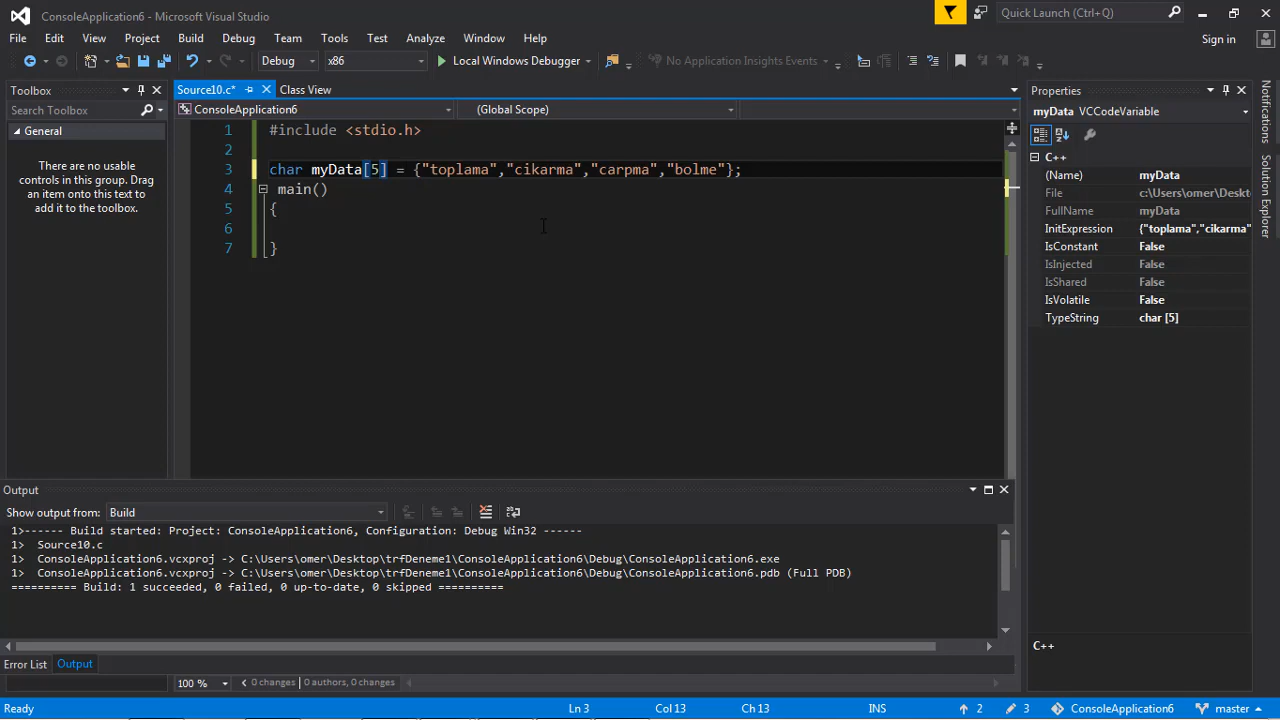 ConsoleApplication6 - Microsoft Visual Studio
Quick Launch (Ctrl+Q)
File Edit View Project Build Debug Team Tools Test Analyze Window Help
Sign in
Debug x86 Local Windows Debugger No Application Insights Events
Toolbox
Search Toolbox
General
There are no usable
controls in this group. Drag
an item onto this text to
add it to the toolbox.
Source10.c* Class View
ConsoleApplication6 (Global Scope)
1 #include <stdio.h>
2
3 char myData[5] = {"toplama","cikarma","carpma","bolme"};
4 main()
5 {
6
7 }
Properties
myData VCCodeVariable
C++
(Name) myData
File c:\Users\omer\Deskt
FullName myData
InitExpression {"toplama","cikarma"
IsConstant False
IsInjected False
IsShared False
IsVolatile False
TypeString char [5]
C++
Notifications
Solution Explorer
Output
Show output from: Build
1>------ Build started: Project: ConsoleApplication6, Configuration: Debug Win32 ------
1> Source10.c
1> ConsoleApplication6.vcxproj -> C:\Users\omer\Desktop\trfDeneme1\ConsoleApplication6\Debug\ConsoleApplication6.exe
1> ConsoleApplication6.vcxproj -> C:\Users\omer\Desktop\trfDeneme1\ConsoleApplication6\Debug\ConsoleApplication6.pdb (Full PDB)
========== Build: 1 succeeded, 0 failed, 0 up-to-date, 0 skipped ==========
Error List Output
100 % 0 changes | 0 authors, 0 changes
Ready Ln 3 Col 13 Ch 13 INS 2 3 ConsoleApplication6 master